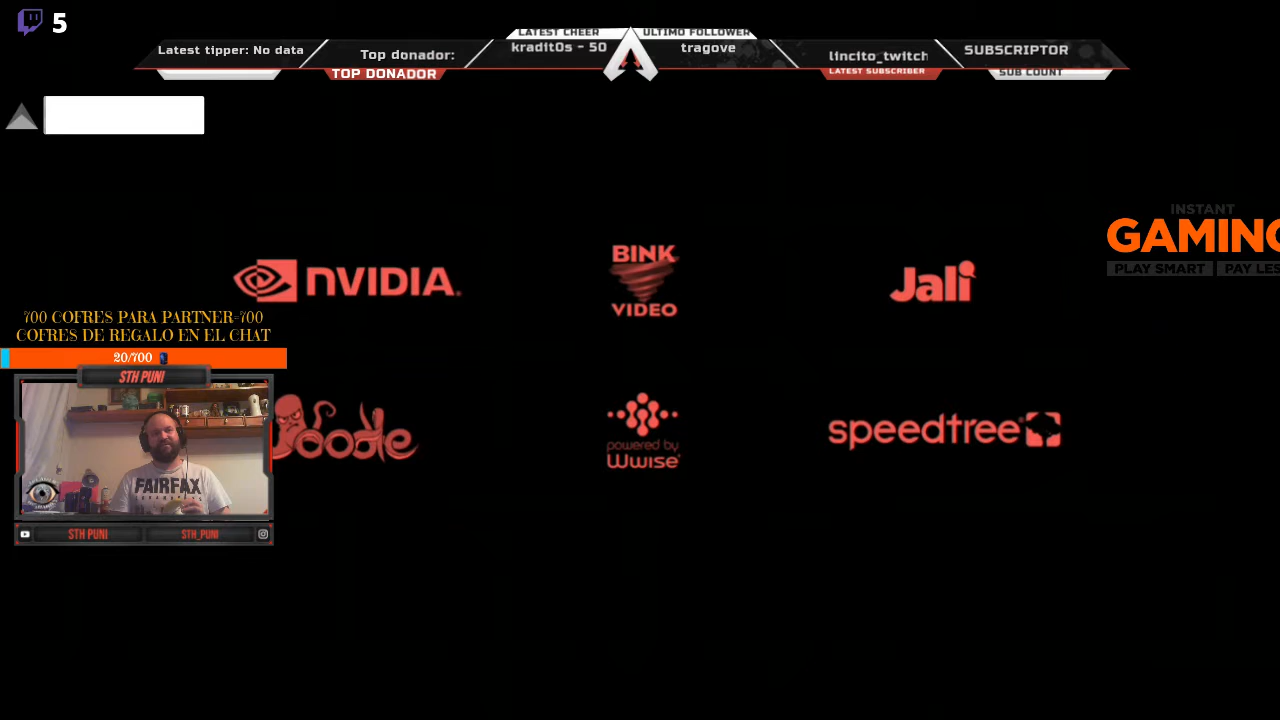 5
Latest tipper: No data
Top donador:
TOP DONADOR
LATEST CHEER
kradit0s - 50
ULTIMO FOLLOWER
tragove
lincito_twitch
LATEST SUBSCRIBER
SUBSCRIPTOR
SUB COUNT
INSTANT
GAMING
PLAY SMART
PAY LES
NVIDIA.
BINK
VIDEO
Jali
700 COFRES PARA PARTNER=700
COFRES DE REGALO EN EL CHAT
20/700
STH PUNI
oodle
powered by
Wwise
speedtree
FAIRFAX
STH PUNI
STH_PUNI